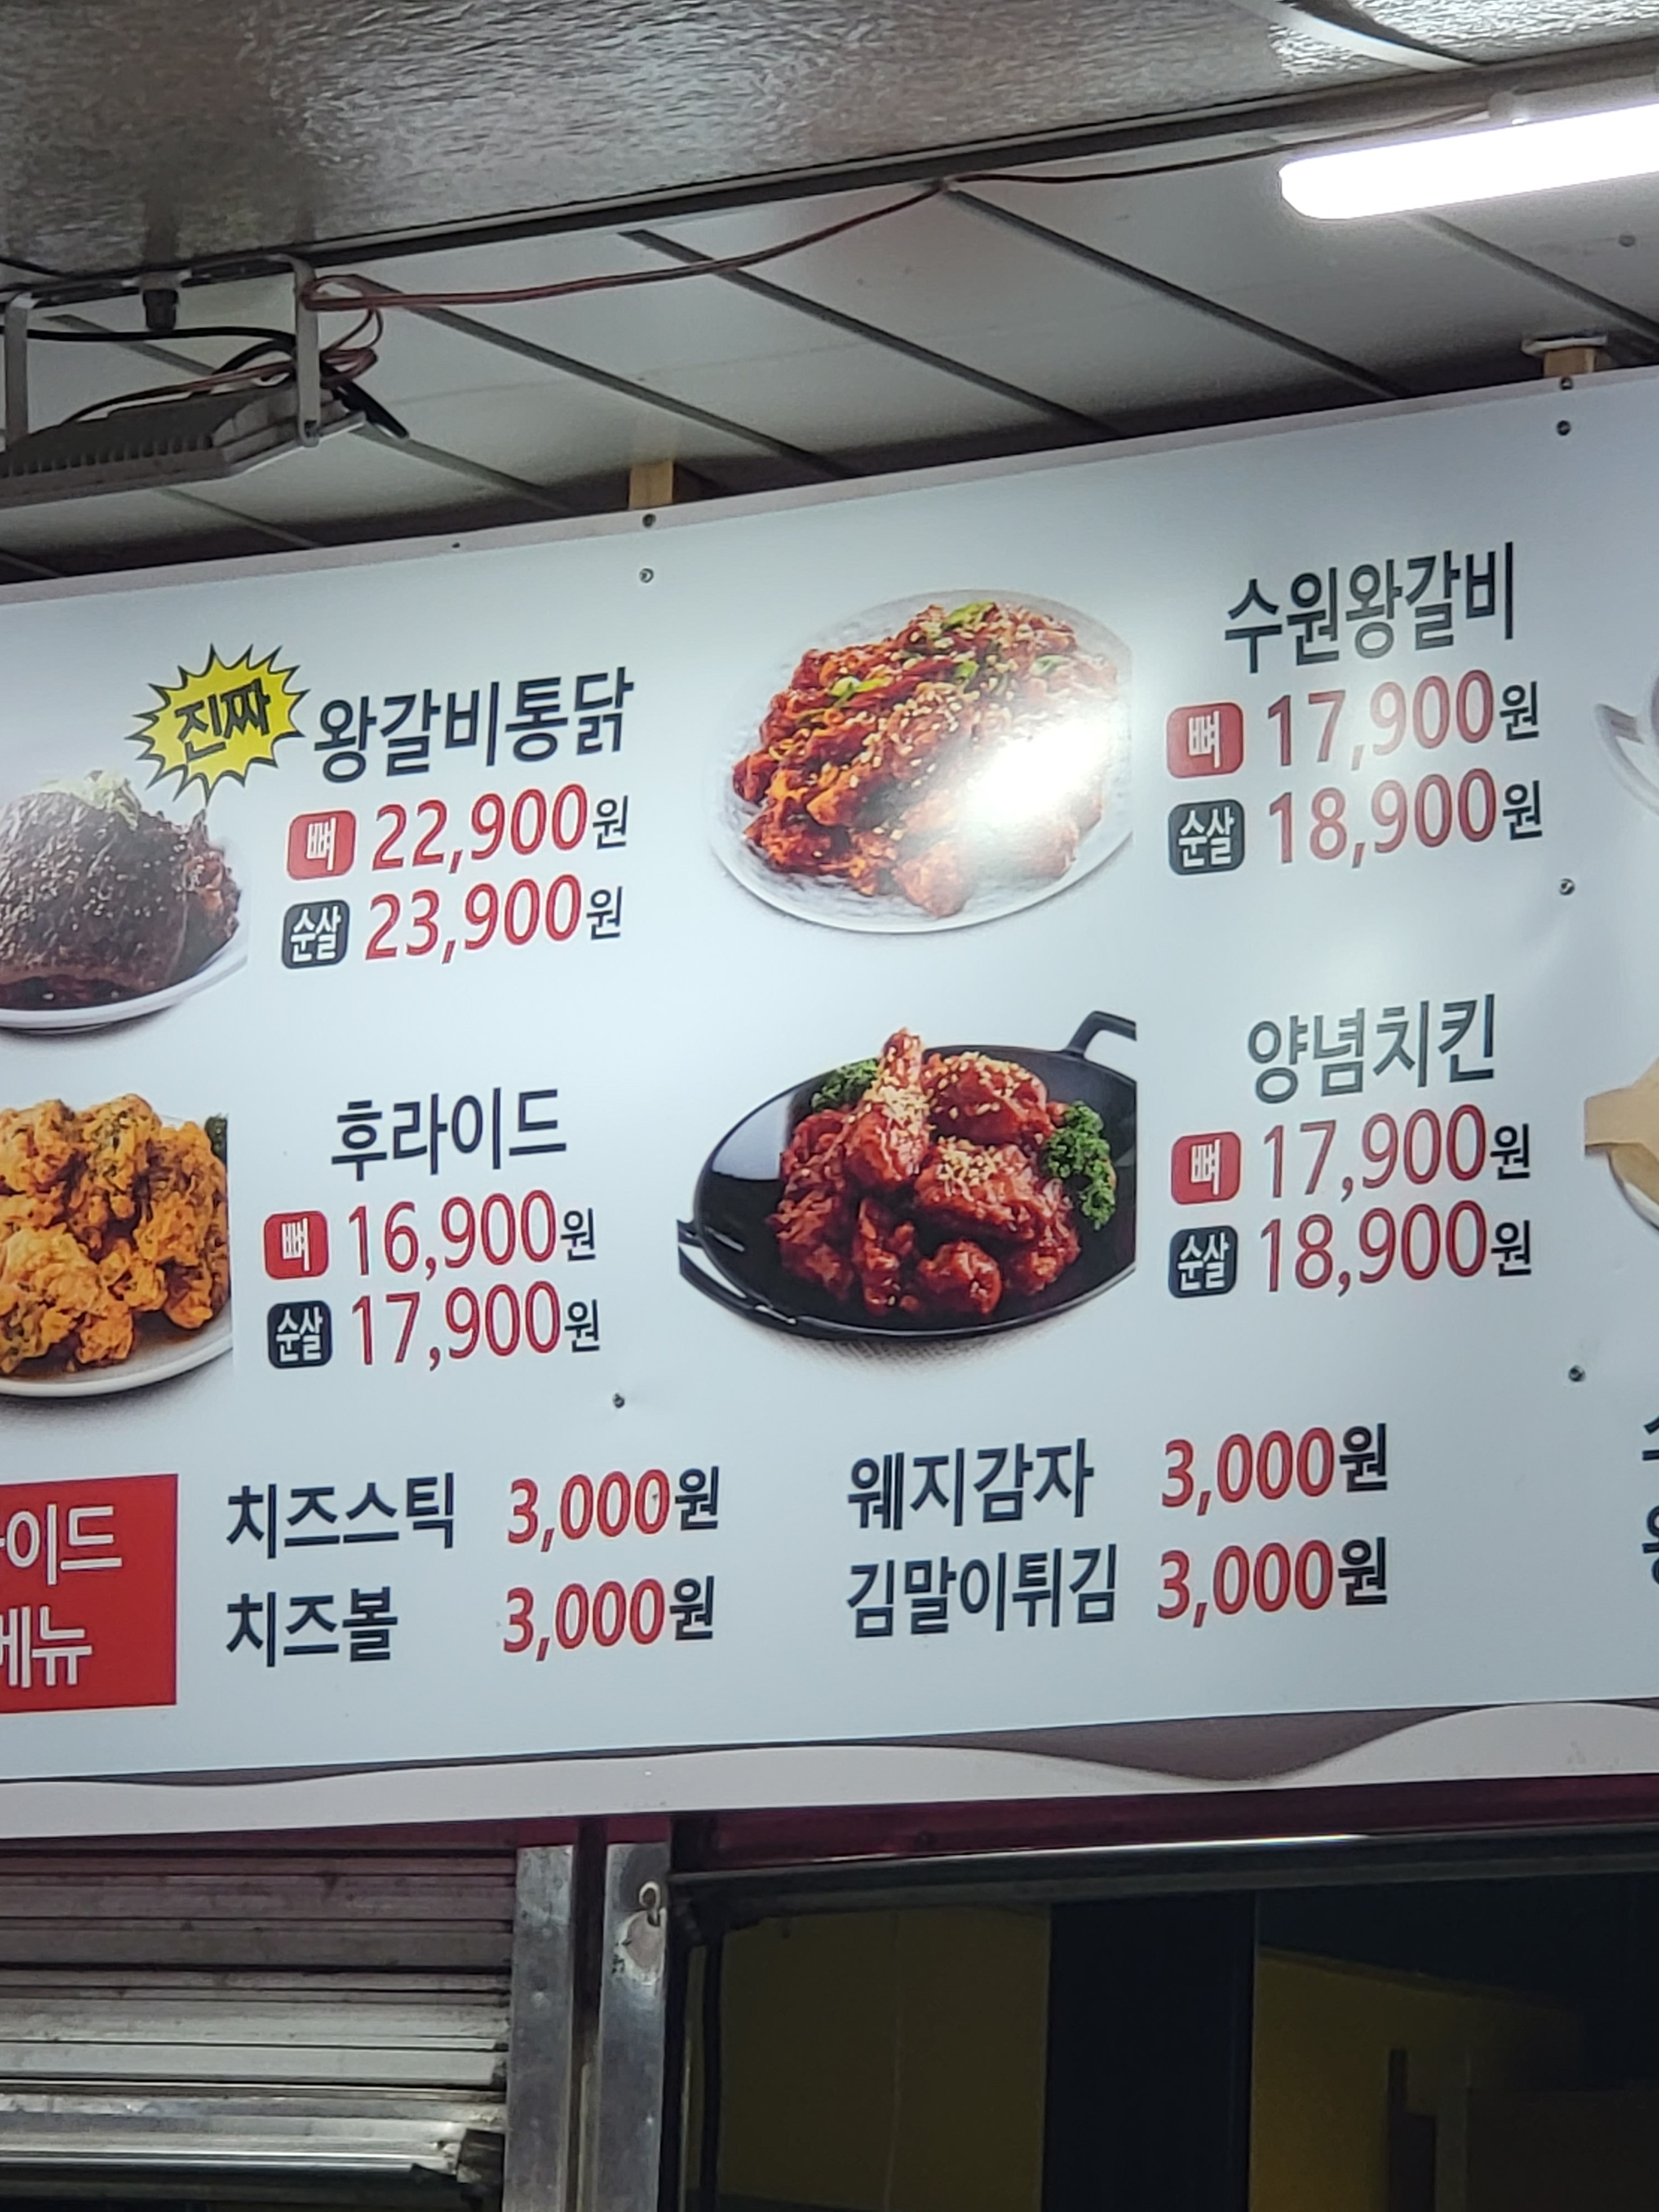 진짜 왕갈비통닭
뼈 22,900원
순살 23,900원
수원왕갈비
뼈 17,900원
순살 18,900원
후라이드
뼈 16,900원
순살 17,900원
양념치킨
뼈 17,900원
순살 18,900원
이드
메뉴
치즈스틱 3,000원
치즈볼 3,000원
웨지감자 3,000원
김말이튀김 3,000원